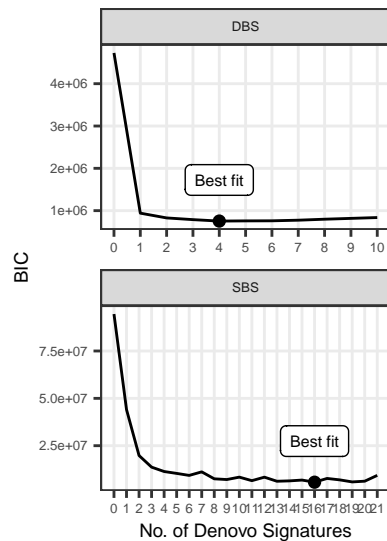 DBS
4e+06
3e+06
2e+06
1e+06
Best fit
0 1 2 3 4 5 6 7 8 9 10
BIC
SBS
7.5e+07
5.0e+07
2.5e+07
Best fit
0 1 2 3 4 5 6 7 8 9 10 11 12 13 14 15 16 17 18 19 20 21
No. of Denovo Signatures